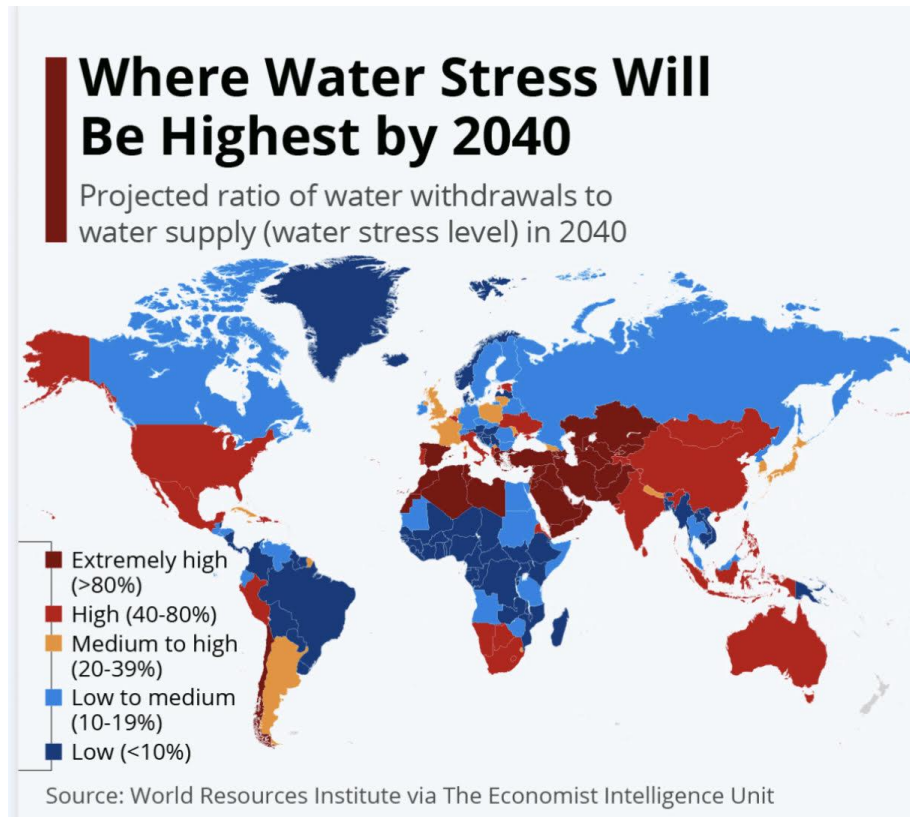 Where Water Stress Will
Be Highest by 2040
Projected ratio of water withdrawals to
water supply (water stress level) in 2040
Extremely high
(>80%)
High (40-80%)
Medium to high
(20-39%)
Low to medium
(10-19%)
Low (<10%)
Source: World Resources Institute via The Economist Intelligence Unit